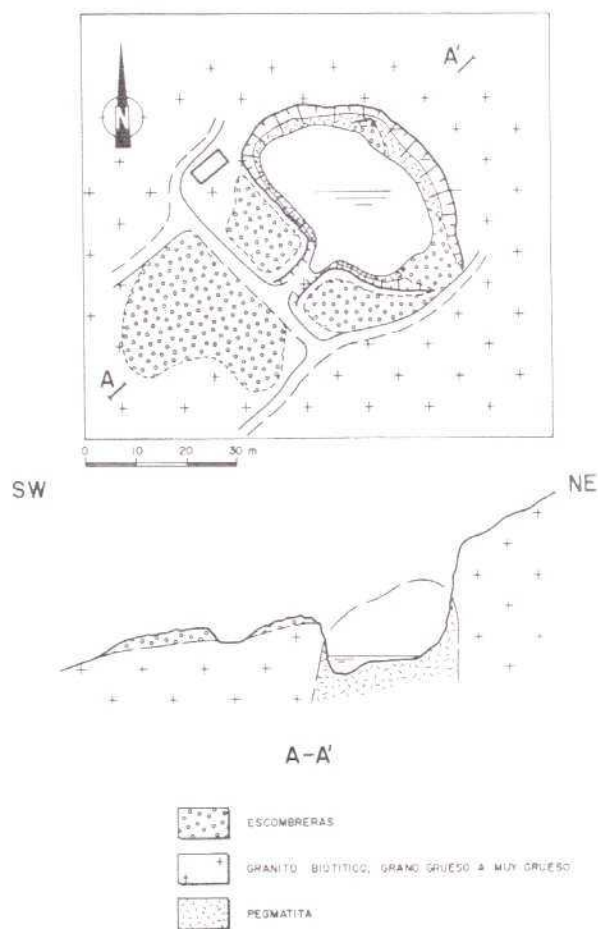 A'
N
A
0 10 20 30 m
SW NE
A-A'
ESCOMBRERAS
GRANITO BIOTITICO, GRANO GRUESO A MUY GRUESO
PEGMATITA